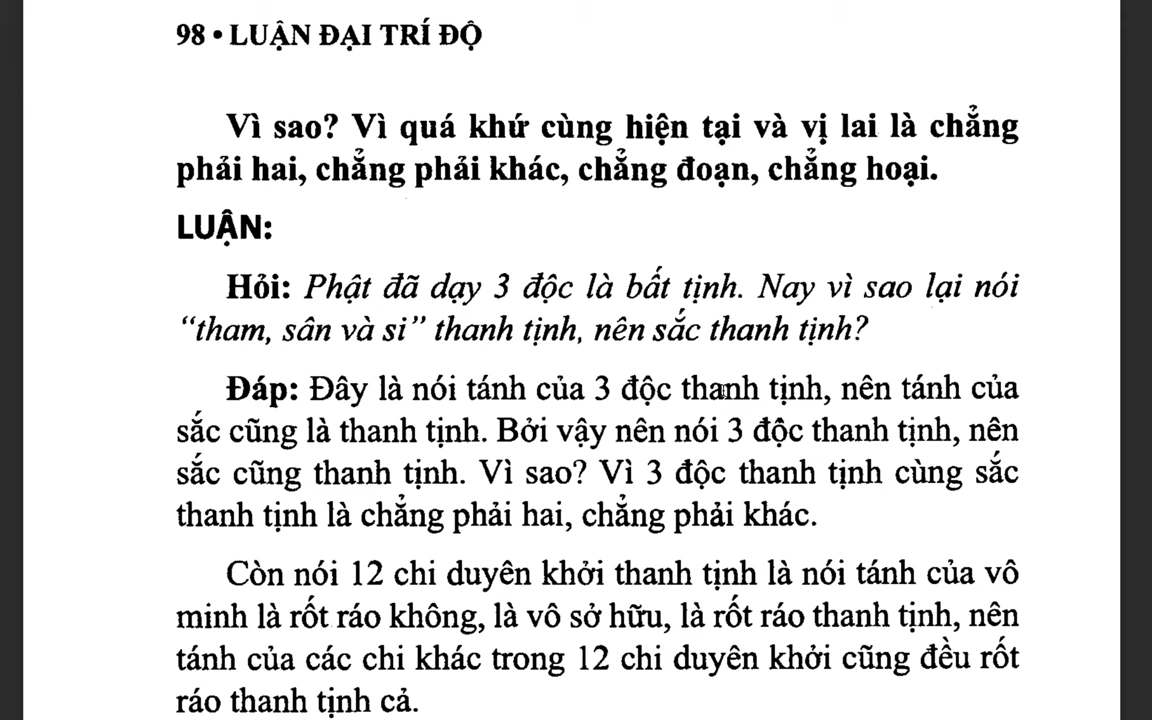 98 • LUẬN ĐẠI TRÍ ĐỘ
Vì sao? Vì quá khứ cùng hiện tại và vị lai là chẳng
phải hai, chẳng phải khác, chẳng đoạn, chẳng hoại.
LUẬN:
Hỏi: Phật đã dạy 3 độc là bất tịnh. Nay vì sao lại nói
“tham, sân và si” thanh tịnh, nên sắc thanh tịnh?
Đáp: Đây là nói tánh của 3 độc thanh tịnh, nên tánh của
sắc cũng là thanh tịnh. Bởi vậy nên nói 3 độc thanh tịnh, nên
sắc cũng thanh tịnh. Vì sao? Vì 3 độc thanh tịnh cùng sắc
thanh tịnh là chẳng phải hai, chẳng phải khác.
Còn nói 12 chi duyên khởi thanh tịnh là nói tánh của vô
minh là rốt ráo không, là vô sở hữu, là rốt ráo thanh tịnh, nên
tánh của các chi khác trong 12 chi duyên khởi cũng đều rốt
ráo thanh tịnh cả.